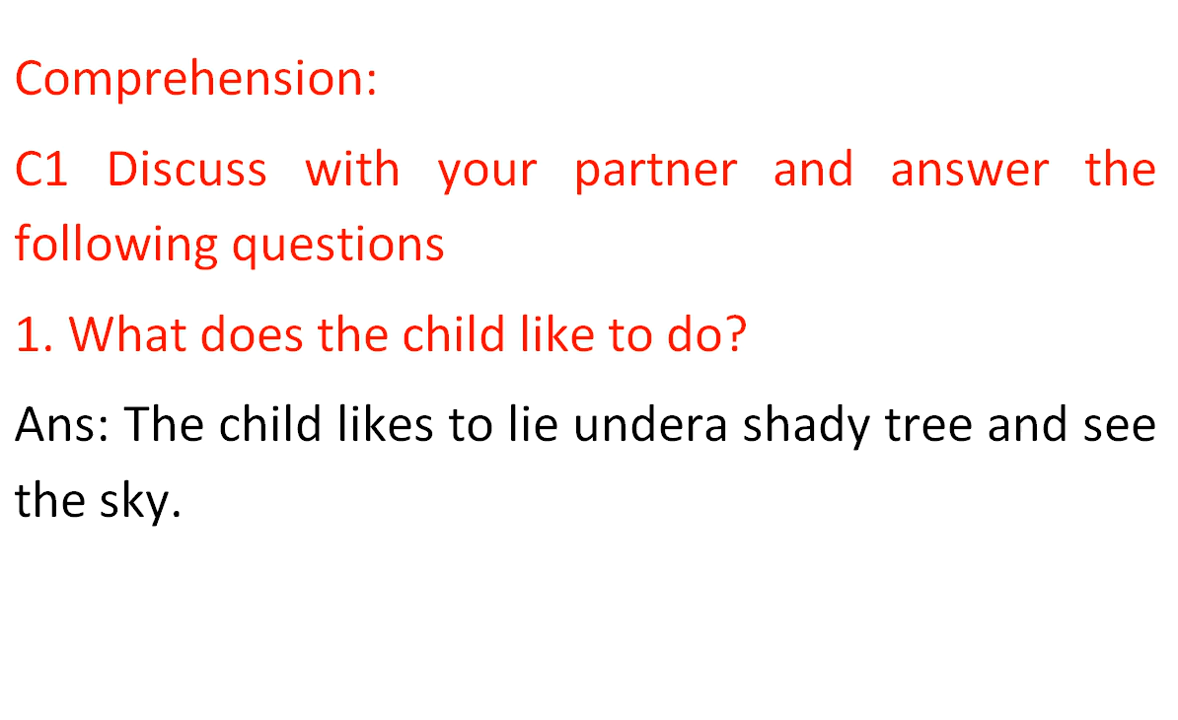 Comprehension:
C1 Discuss with your partner and answer the
following questions
1. What does the child like to do?
Ans: The child likes to lie undera shady tree and see
the sky.